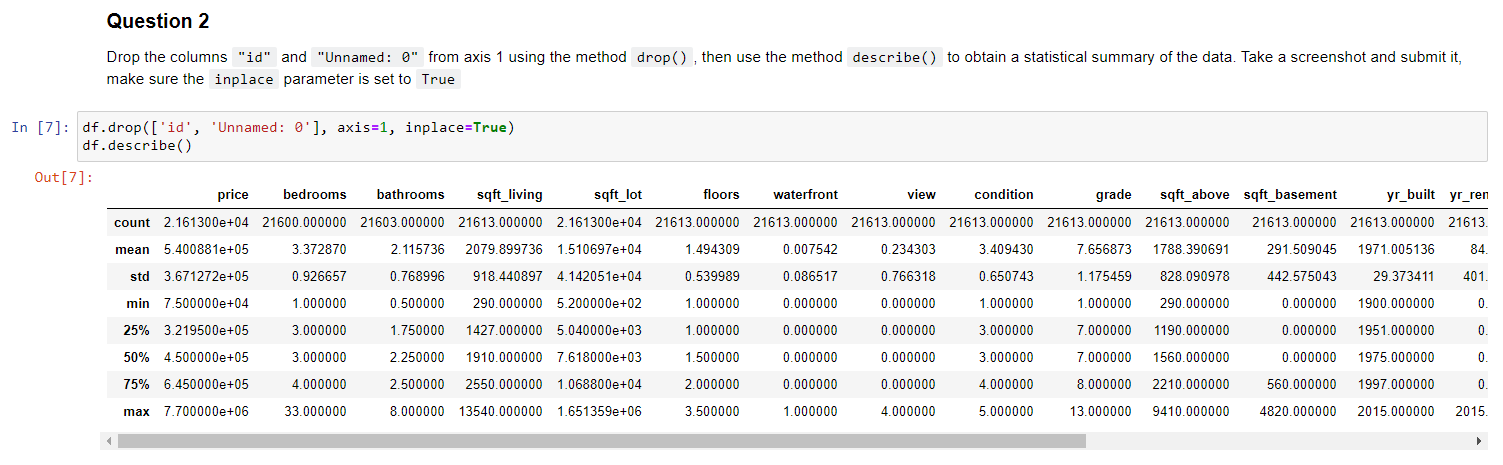 Question 2
Drop the columns "id" and "Unnamed: 0" from axis 1 using the method drop() , then use the method describe() to obtain a statistical summary of the data. Take a screenshot and submit it,
make sure the inplace parameter is set to True
In [7]: df.drop(['id', 'Unnamed: 0'], axis=1, inplace=True)
df.describe()
Out[7]:
price bedrooms bathrooms sqft_living sqft_lot floors waterfront view condition grade sqft_above sqft_basement yr_built yr_ren
count 2.161300e+04 21600.000000 21603.000000 21613.000000 2.161300e+04 21613.000000 21613.000000 21613.000000 21613.000000 21613.000000 21613.000000 21613.000000 21613.000000 21613.
mean 5.400881e+05 3.372870 2.115736 2079.899736 1.510697e+04 1.494309 0.007542 0.234303 3.409430 7.656873 1788.390691 291.509045 1971.005136 84.
std 3.671272e+05 0.926657 0.768996 918.440897 4.142051e+04 0.539989 0.086517 0.766318 0.650743 1.175459 828.090978 442.575043 29.373411 401.
min 7.500000e+04 1.000000 0.500000 290.000000 5.200000e+02 1.000000 0.000000 0.000000 1.000000 1.000000 290.000000 0.000000 1900.000000 0.
25% 3.219500e+05 3.000000 1.750000 1427.000000 5.040000e+03 1.000000 0.000000 0.000000 3.000000 7.000000 1190.000000 0.000000 1951.000000 0.
50% 4.500000e+05 3.000000 2.250000 1910.000000 7.618000e+03 1.500000 0.000000 0.000000 3.000000 7.000000 1560.000000 0.000000 1975.000000 0.
75% 6.450000e+05 4.000000 2.500000 2550.000000 1.068800e+04 2.000000 0.000000 0.000000 4.000000 8.000000 2210.000000 560.000000 1997.000000 0.
max 7.700000e+06 33.000000 8.000000 13540.000000 1.651359e+06 3.500000 1.000000 4.000000 5.000000 13.000000 9410.000000 4820.000000 2015.000000 2015.